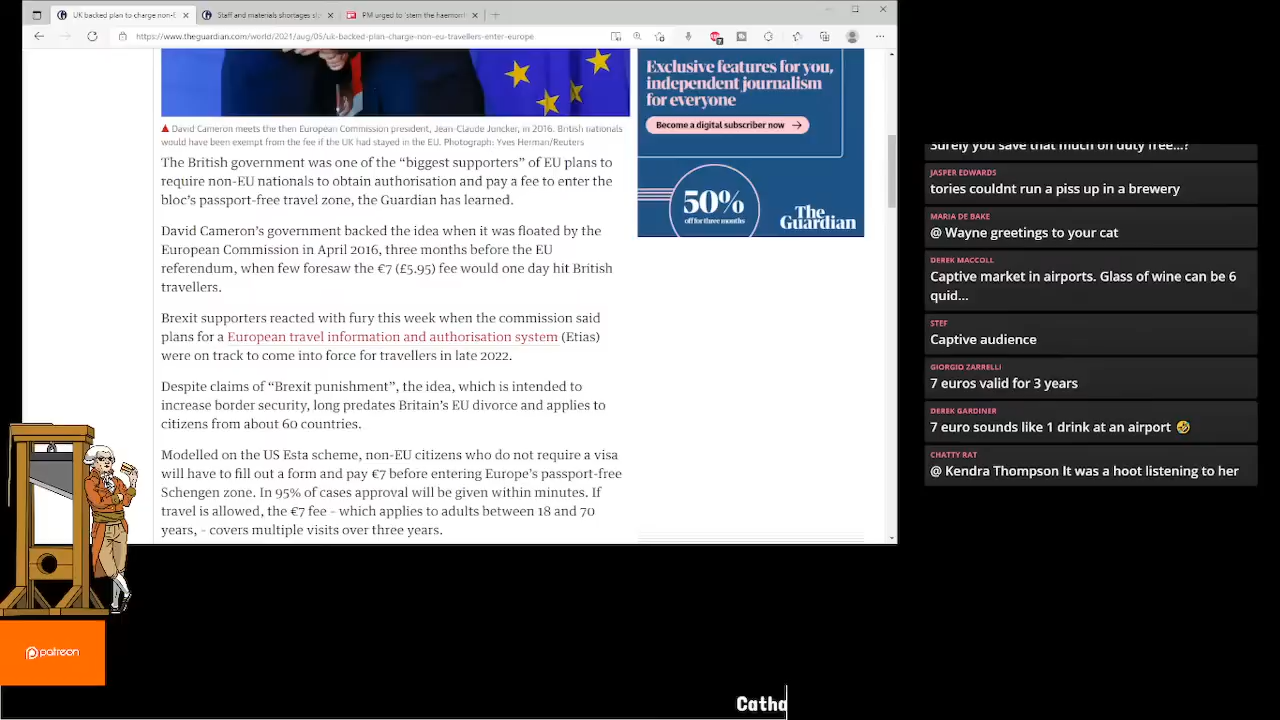 UK backed plan to charge non-E
Staff and materials shortages sl
PM urged to 'stem the haemorr
https://www.theguardian.com/world/2021/aug/05/uk-backed-plan-charge-non-eu-travellers-enter-europe
David Cameron meets the then European Commission president, Jean-Claude Juncker, in 2016. British nationals
would have been exempt from the fee if the UK had stayed in the EU. Photograph: Yves Herman/Reuters
The British government was one of the “biggest supporters” of EU plans to
require non-EU nationals to obtain authorisation and pay a fee to enter the
bloc’s passport-free travel zone, the Guardian has learned.
David Cameron’s government backed the idea when it was floated by the
European Commission in April 2016, three months before the EU
referendum, when few foresaw the €7 (£5.95) fee would one day hit British
travellers.
Brexit supporters reacted with fury this week when the commission said
plans for a European travel information and authorisation system (Etias)
were on track to come into force for travellers in late 2022.
Despite claims of “Brexit punishment”, the idea, which is intended to
increase border security, long predates Britain’s EU divorce and applies to
citizens from about 60 countries.
Modelled on the US Esta scheme, non-EU citizens who do not require a visa
will have to fill out a form and pay €7 before entering Europe’s passport-free
Schengen zone. In 95% of cases approval will be given within minutes. If
travel is allowed, the €7 fee – which applies to adults between 18 and 70
years, – covers multiple visits over three years.
Exclusive features for you,
independent journalism
for everyone
Become a digital subscriber now
50%
off for three months
The
Guardian
Surely you save that much on duty free...?
JASPER EDWARDS
tories couldnt run a piss up in a brewery
MARIA DE BAKE
@ Wayne greetings to your cat
DEREK MACCOLL
Captive market in airports. Glass of wine can be 6
quid...
STEF
Captive audience
GIORGIO ZARRELLI
7 euros valid for 3 years
DEREK GARDINER
7 euro sounds like 1 drink at an airport 🤣
CHATTY RAT
@ Kendra Thompson It was a hoot listening to her
patreon
Catha